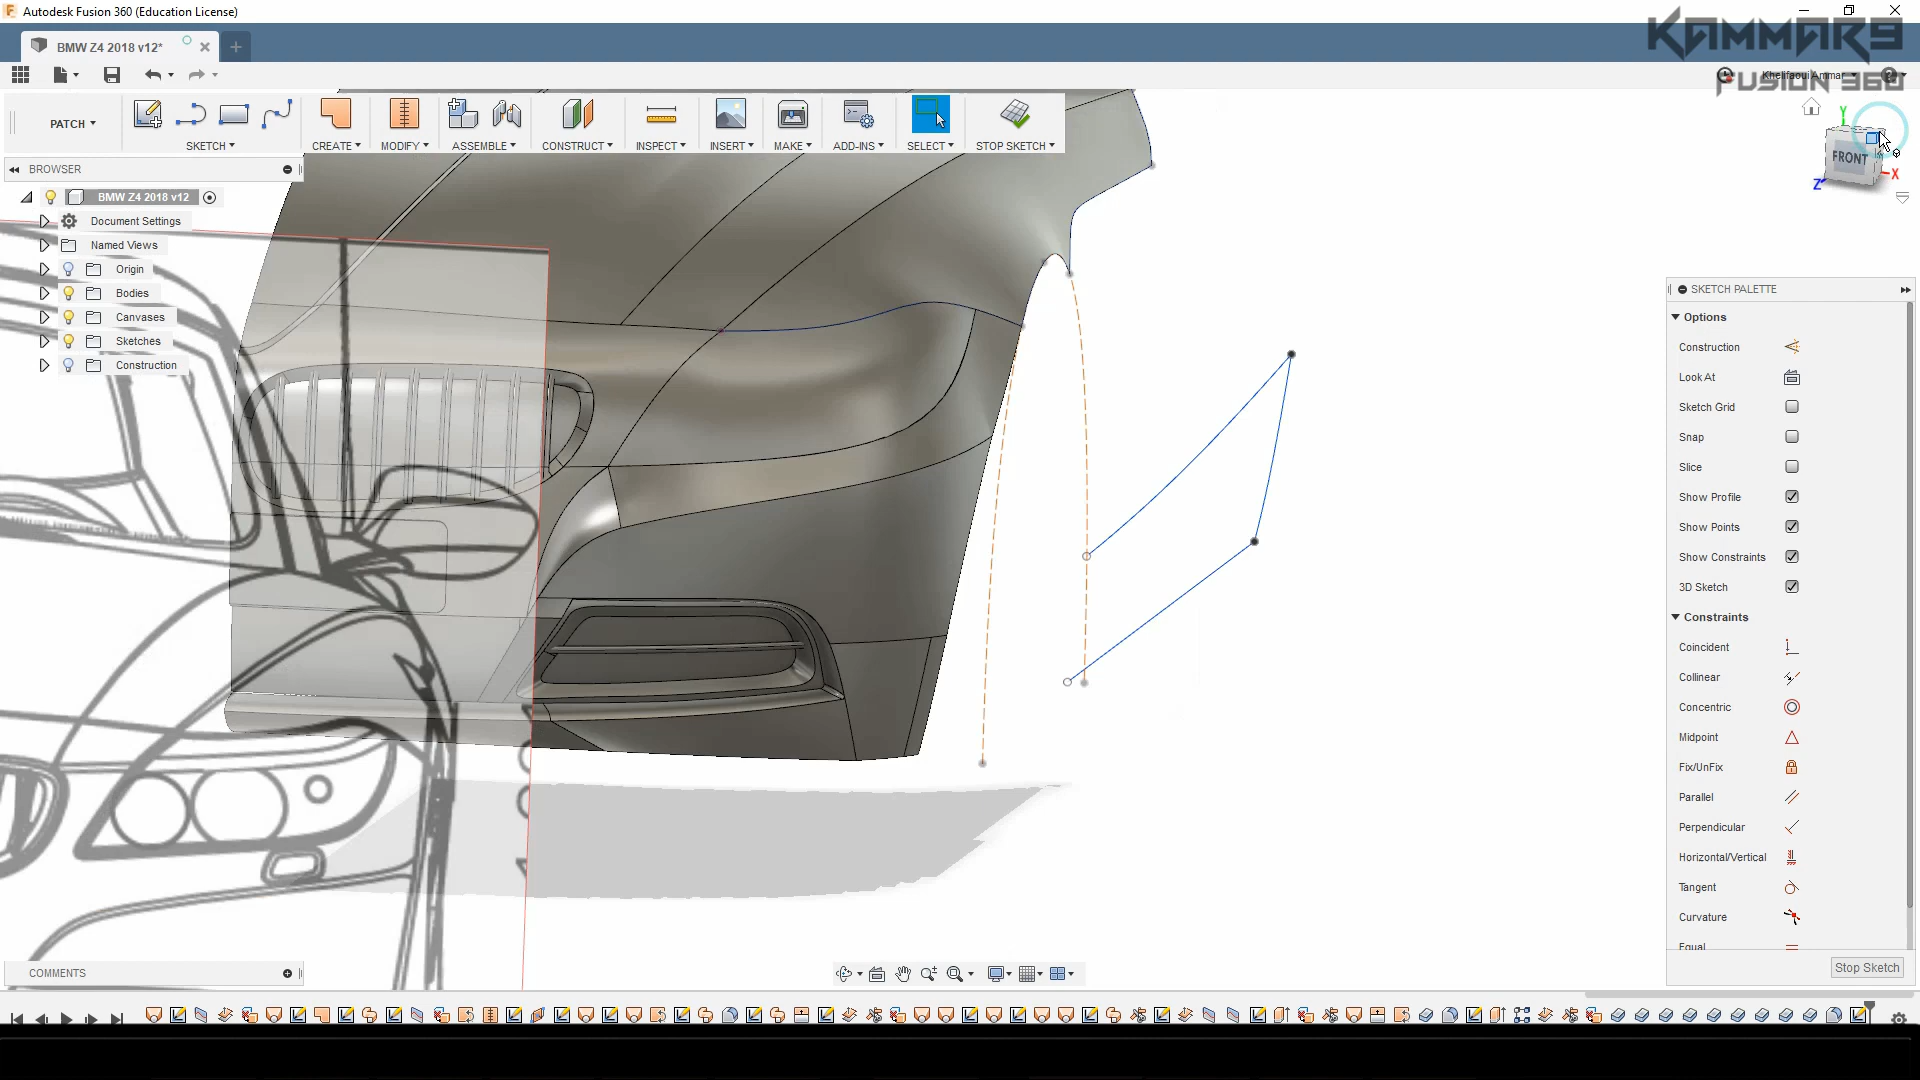 Autodesk Fusion 360 (Education License)
KAMMAR9
FUSION 360
BMW Z4 2018 v12*
Khelifaoui Ammar
PATCH
SKETCH
CREATE
MODIFY
ASSEMBLE
CONSTRUCT
INSPECT
INSERT
MAKE
ADD-INS
SELECT
STOP SKETCH
Y
FRONT
X
Z
BROWSER
BMW Z4 2018 v12
Document Settings
Named Views
Origin
Bodies
Canvases
Sketches
Construction
SKETCH PALETTE
Options
Construction
Look At
Sketch Grid
Snap
Slice
Show Profile
Show Points
Show Constraints
3D Sketch
Constraints
Coincident
Collinear
Concentric
Midpoint
Fix/UnFix
Parallel
Perpendicular
Horizontal/Vertical
Tangent
Curvature
Equal
Stop Sketch
COMMENTS